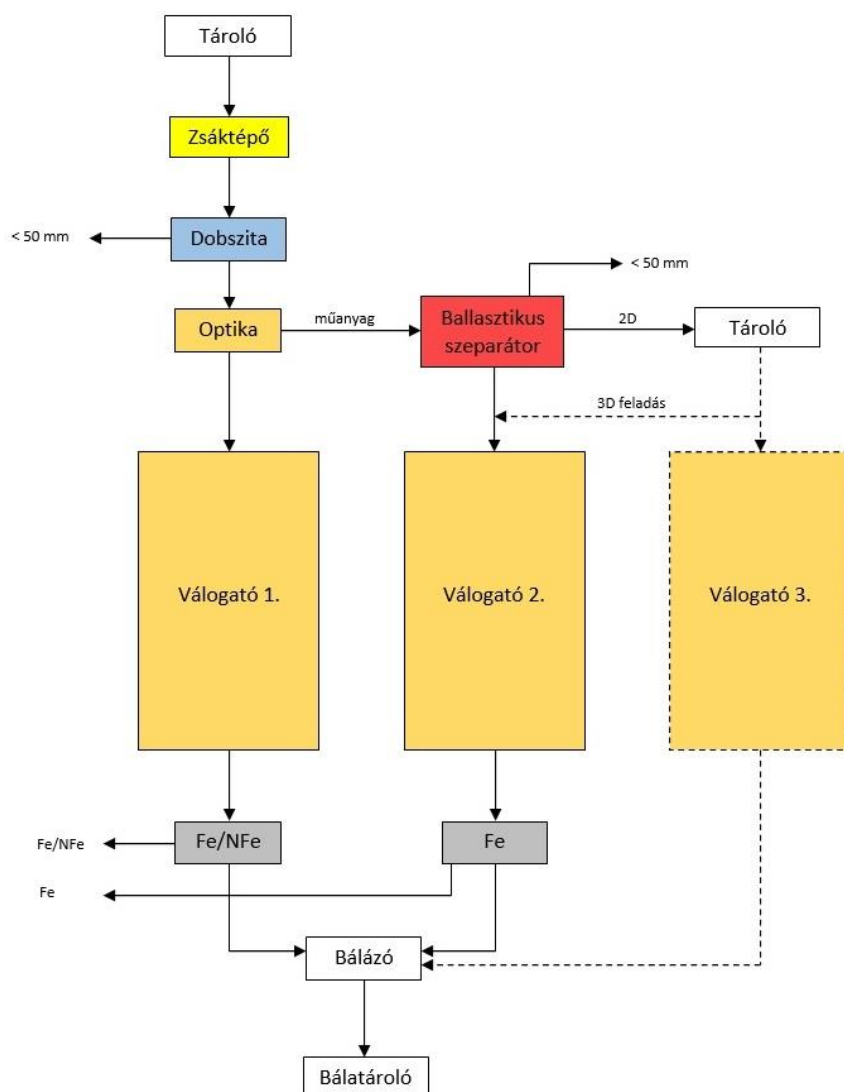 Tároló
Zsáktépő
< 50 mm
Dobszita
< 50 mm
Optika
műanyag
Ballasztikus
szeparátor
2D
Tároló
3D feladás
Válogató 1.
Válogató 2.
Válogató 3.
Fe/NFe
Fe/NFe
Fe
Fe
Bálázó
Bálatároló